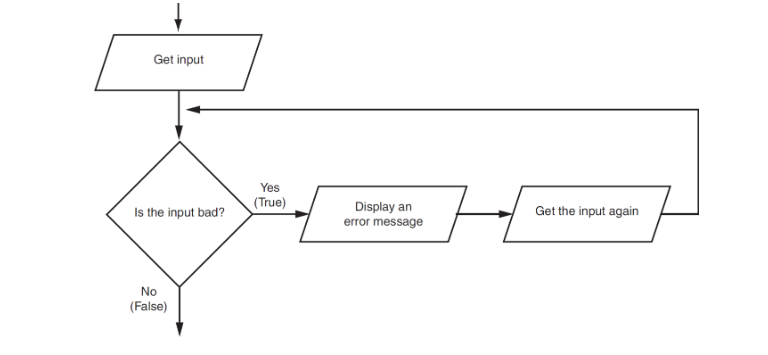 Get input
Is the input bad?
Yes
(True)
Display an
error message
Get the input again
No
(False)